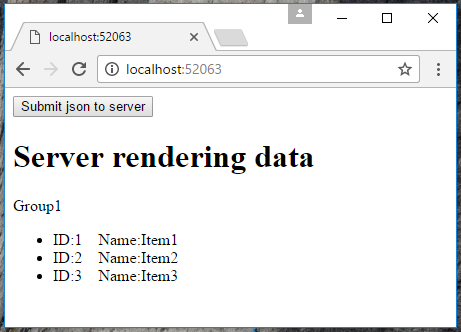 localhost:52063
localhost:52063
Submit json to server
Server rendering data
Group1
ID:1 Name:Item1
ID:2 Name:Item2
ID:3 Name:Item3